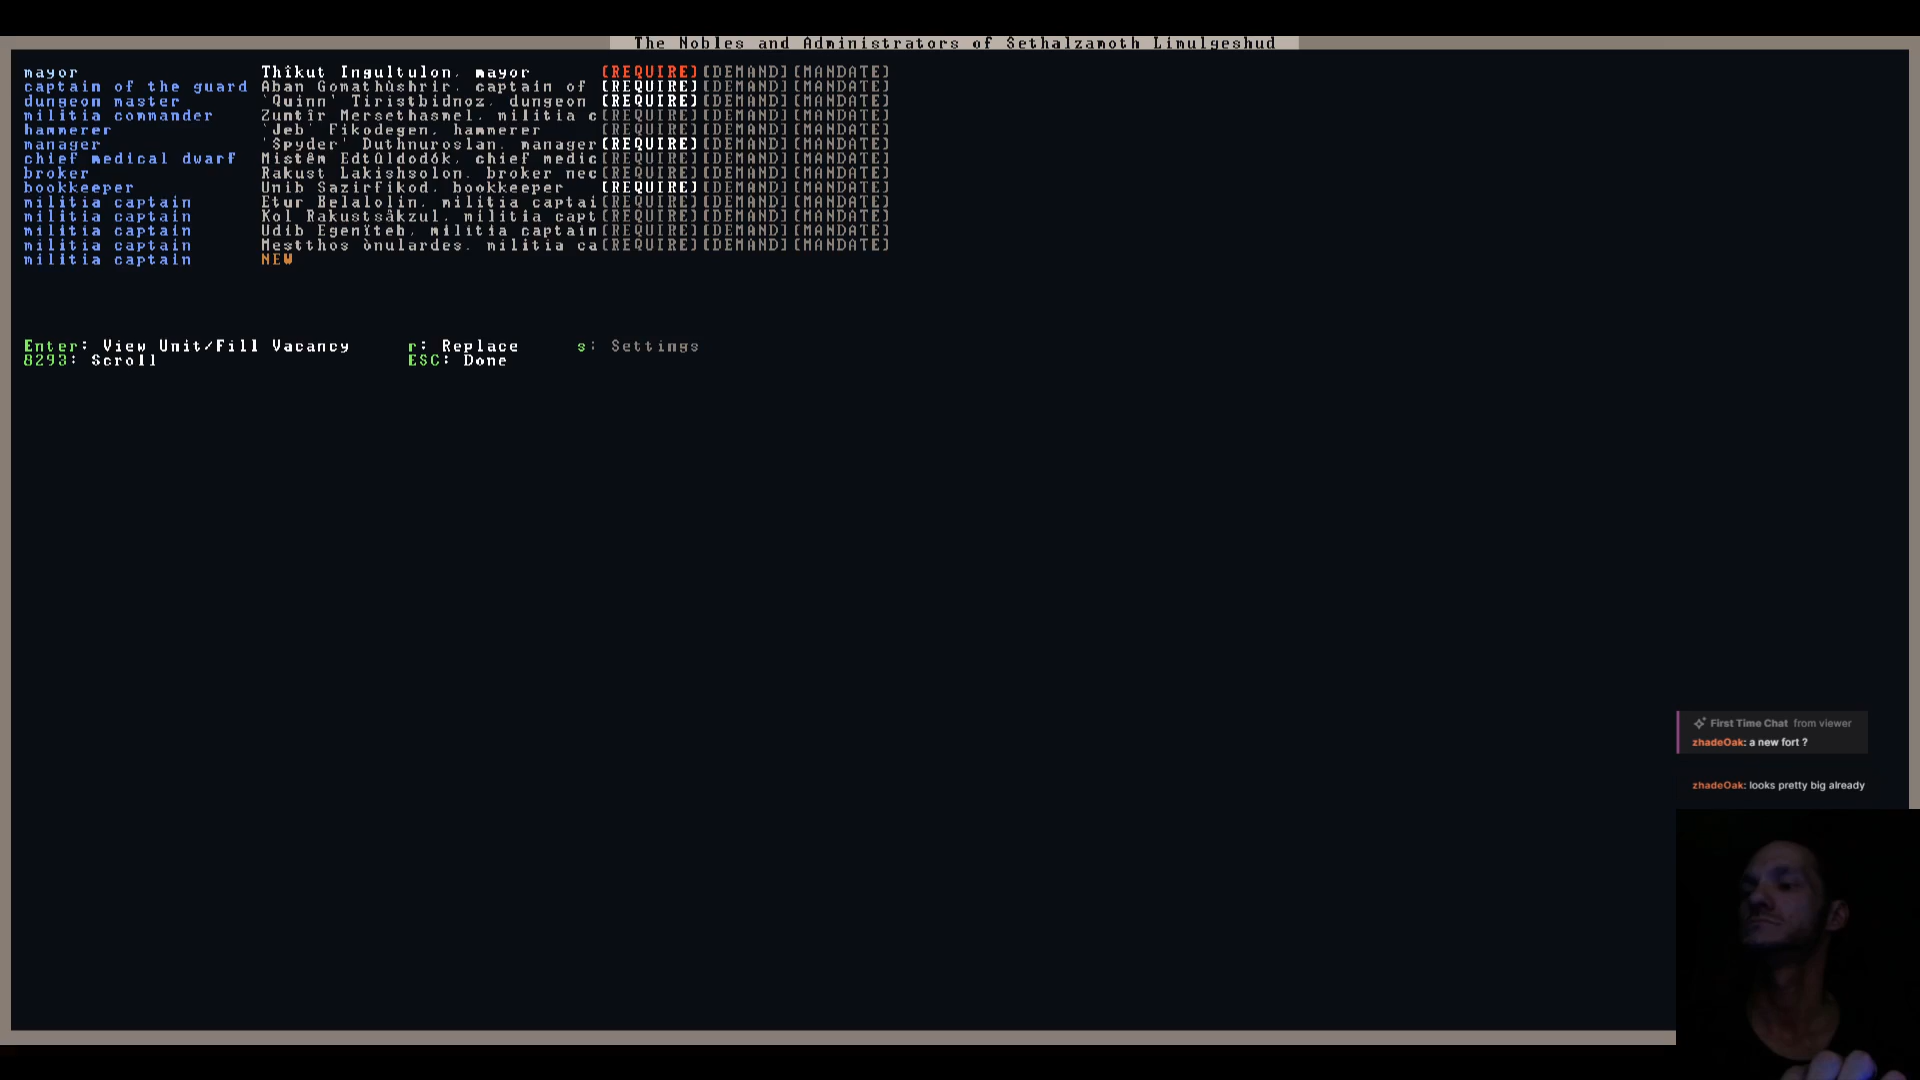 The Nobles and Administrators of Sethalzamoth Limulgeshud
mayor Thîkut Ingultulon, mayor [REQUIRE][DEMAND][MANDATE]
captain of the guard Aban Gomathùshrir, captain of [REQUIRE][DEMAND][MANDATE]
dungeon master `Quinn' Tiristbidnoz, dungeon [REQUIRE][DEMAND][MANDATE]
militia commander Zuntîr Mersethasmel, militia c[REQUIRE][DEMAND][MANDATE]
hammerer `Jeb' Fikodegen, hammerer [REQUIRE][DEMAND][MANDATE]
manager `Spyder' Duthnuroslan, manager[REQUIRE][DEMAND][MANDATE]
chief medical dwarf Mistêm Edtûldodók, chief medic[REQUIRE][DEMAND][MANDATE]
broker Rakust Lakishsolon, broker nec[REQUIRE][DEMAND][MANDATE]
bookkeeper Unib Sazirfikod, bookkeeper [REQUIRE][DEMAND][MANDATE]
militia captain Etur Belalolin, militia captai[REQUIRE][DEMAND][MANDATE]
militia captain Kol Rakustsâkzul, militia capt[REQUIRE][DEMAND][MANDATE]
militia captain Udib Egenïteb, militia captain[REQUIRE][DEMAND][MANDATE]
militia captain Mestthos ònulardes, militia ca[REQUIRE][DEMAND][MANDATE]
militia captain NEW
Enter: View Unit/Fill Vacancy r: Replace s: Settings
8293: Scroll ESC: Done
First Time Chat from viewer
zhadeOak: a new fort ?
zhadeOak: looks pretty big already